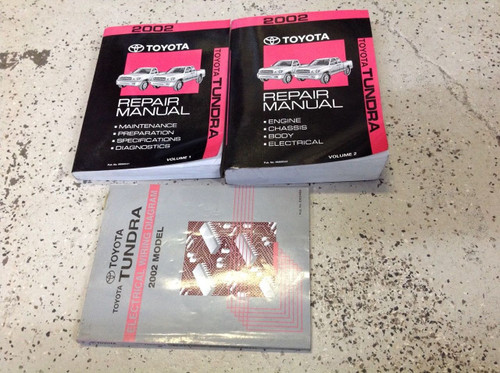 2002
TOYOTA
REPAIR
MANUAL
• MAINTENANCE
• PREPARATION
• SPECIFICATIONS
• DIAGNOSTICS
VOLUME 1
TOYOTA TUNDRA
2002
TOYOTA
REPAIR
MANUAL
• ENGINE
• CHASSIS
• BODY
• ELECTRICAL
VOLUME 2
TOYOTA TUNDRA
TOYOTA
TOYOTA TUNDRA
ELECTRICAL WIRING DIAGRAM
2002 MODEL